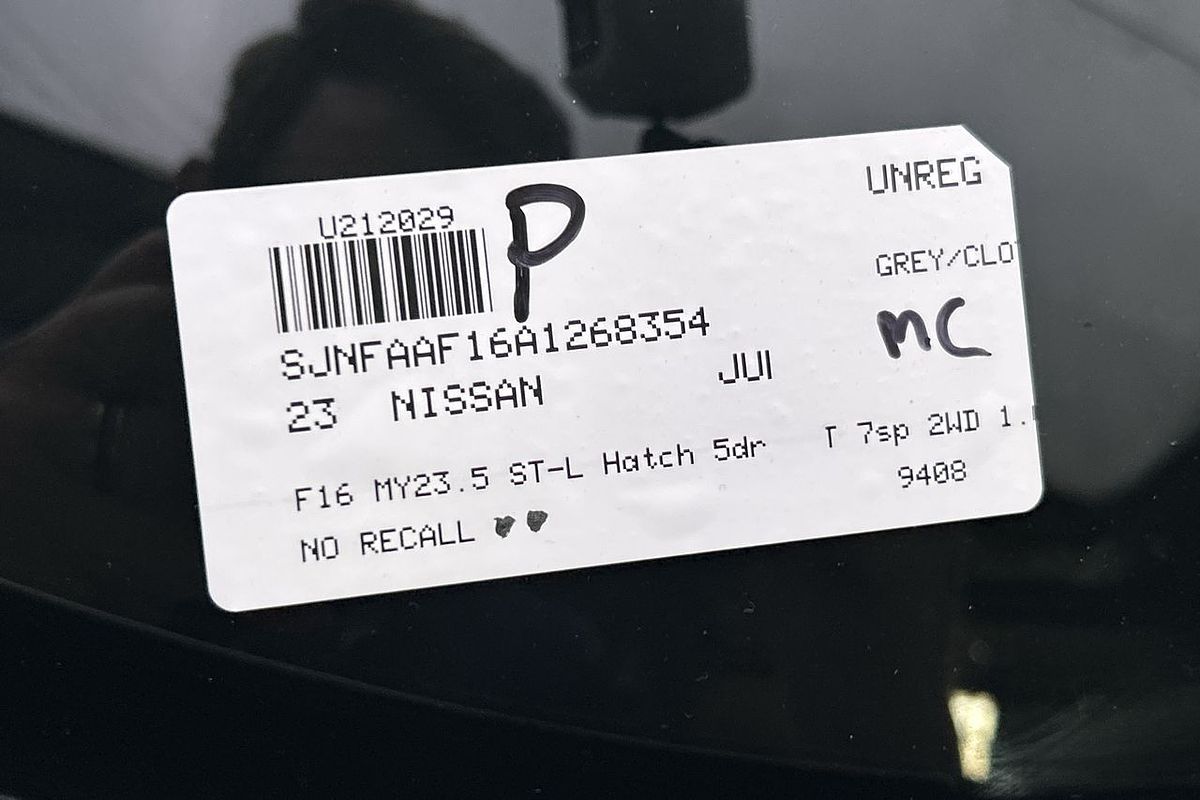 UNREG
U212029
P
GREY/CLO
SJNFAAF16A1268354
MC
23 NISSAN JUI
F16 MY23.5 ST-L Hatch 5dr T 7sp 2WD 1.
9408
NO RECALL